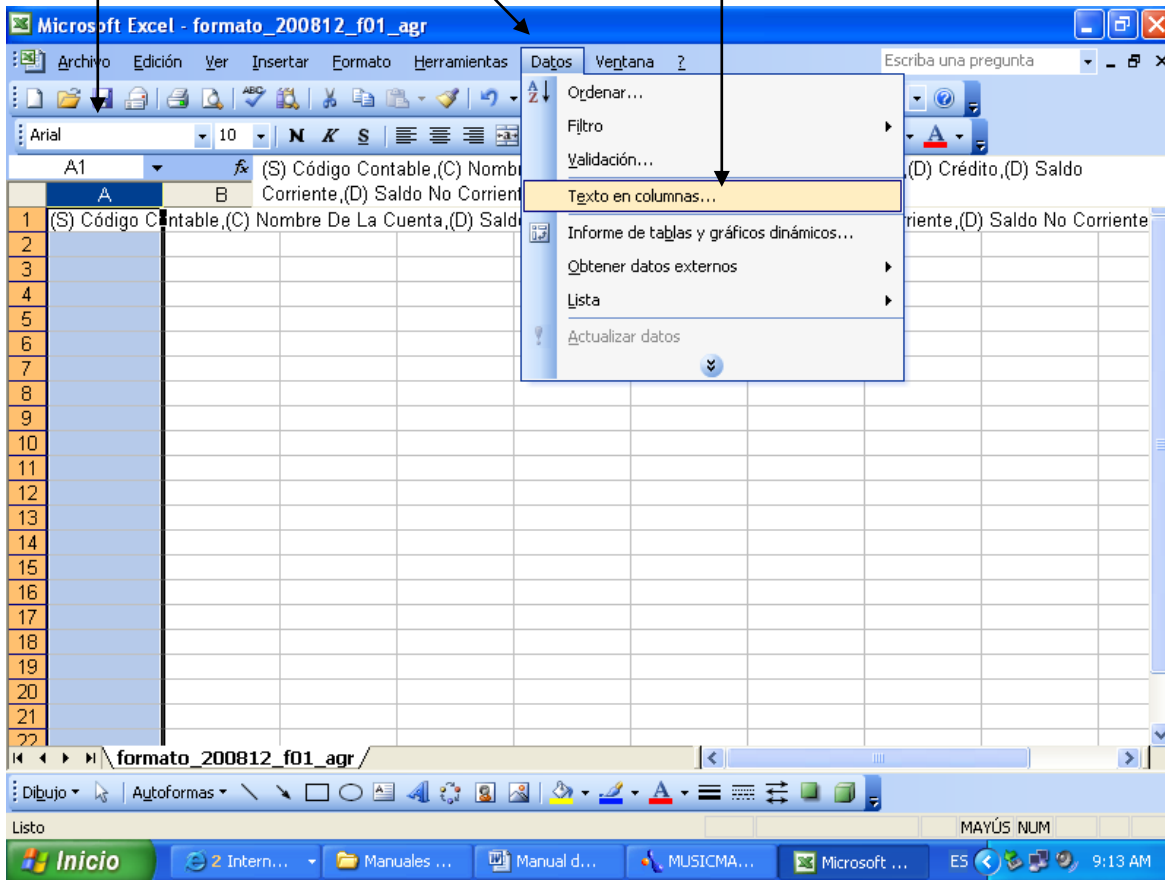 Microsoft Excel - formato_200812_f01_agr
Archivo Edición Ver Insertar Formato Herramientas Datos Ventana ? Escriba una pregunta
Arial 10 N K S
A1 fx (S) Código Contable,(C) Nomb ,(D) Crédito,(D) Saldo
Corriente,(D) Saldo No Corrient
A B
1 (S) Código C ntable,(C) Nombre De La Cuenta,(D) Sald riente,(D) Saldo No Corriente
2
3
4
5
6
7
8
9
10
11
12
13
14
15
16
17
18
19
20
21
22
Ordenar...
Filtro
Validación...
Texto en columnas...
Informe de tablas y gráficos dinámicos...
Obtener datos externos
Lista
Actualizar datos
formato_200812_f01_agr
Dibujo Autoformas
Listo MAYÚS NUM
Inicio 2 Intern... Manuales ... Manual d... MUSICMA... Microsoft ... ES 9:13 AM